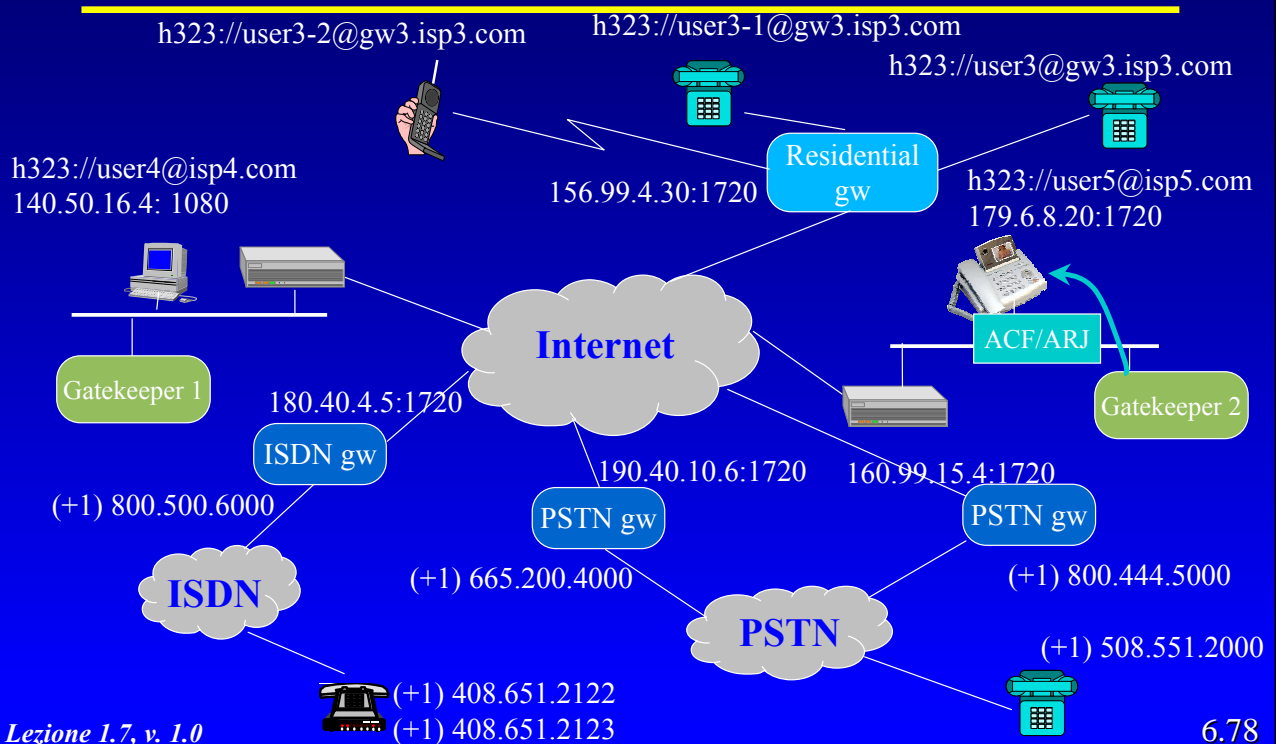 h323://user3-2@gw3.isp3.com
h323://user3-1@gw3.isp3.com
h323://user3@gw3.isp3.com
h323://user4@isp4.com
140.50.16.4: 1080
156.99.4.30:1720
Residential
gw
h323://user5@isp5.com
179.6.8.20:1720
Internet
ACF/ARJ
Gatekeeper 1
Gatekeeper 2
180.40.4.5:1720
ISDN gw
190.40.10.6:1720
160.99.15.4:1720
(+1) 800.500.6000
PSTN gw
PSTN gw
(+1) 665.200.4000
(+1) 800.444.5000
ISDN
PSTN
(+1) 508.551.2000
(+1) 408.651.2122
(+1) 408.651.2123
Lezione 1.7, v. 1.0
6.78